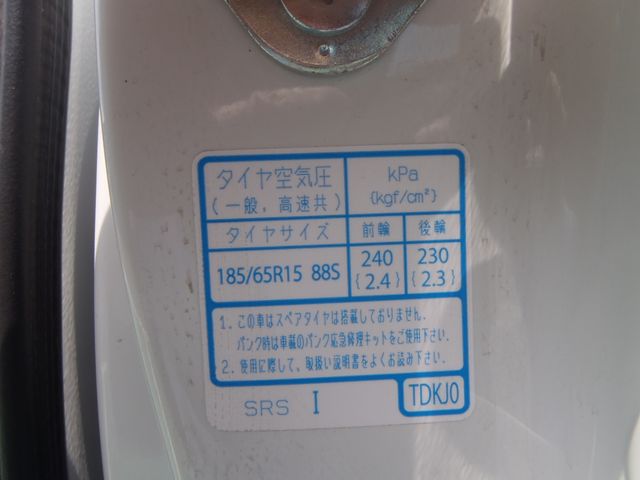 タイヤ空気圧
(一般，高速共)
kPa
{kgf/cm²}
タイヤサイズ 前輪 後輪
185/65R15 88S 240 230
{2.4} {2.3}
1. この車はスペアタイヤは搭載しておりません.
パンク時は車載のパンク応急修理キットをご使用下さい.
2. 使用に際して、取扱い説明書をよくお読み下さい.
SRS I TDKJ0